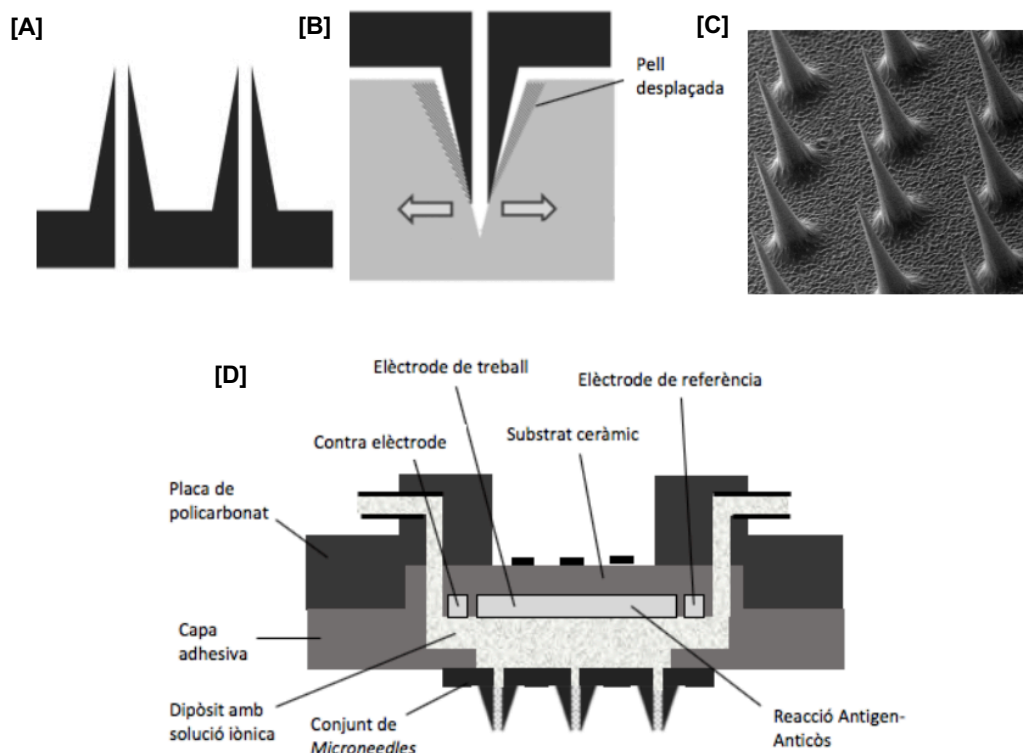 [A]
[B]
[C]
Pell
desplaçada
[D]
Elèctrode de treball
Elèctrode de referència
Contra elèctrode
Substrat ceràmic
Placa de
policarbonat
Capa
adhesiva
Dipòsit amb
solució iònica
Conjunt de
Microneedles
Reacció Antigen-
Anticòs